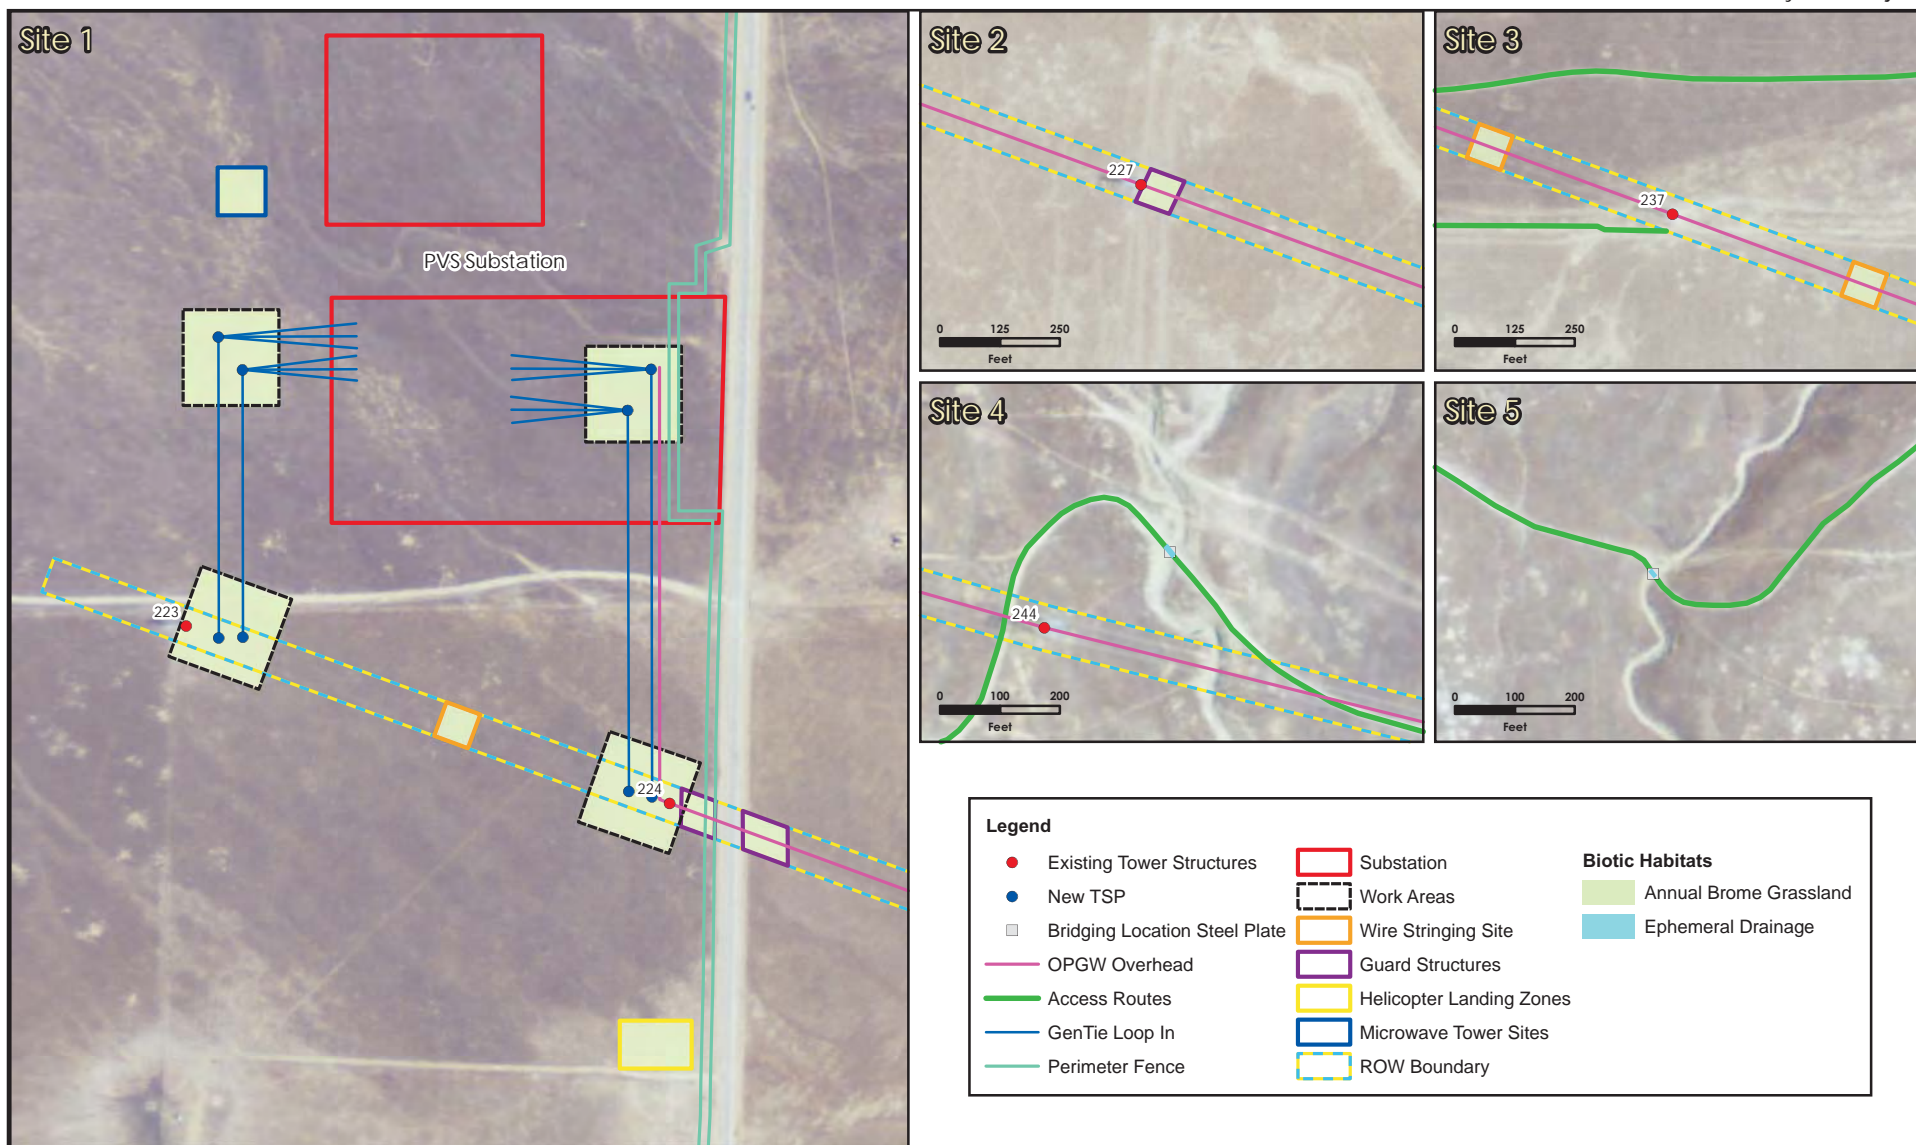 Site 1
PVS Substation
223
224
Site 2
227
0 125 250
Feet
Site 3
237
0 125 250
Feet
Site 4
244
0 100 200
Feet
Site 5
0 100 200
Feet
Legend
Existing Tower Structures
New TSP
Bridging Location Steel Plate
OPGW Overhead
Access Routes
GenTie Loop In
Perimeter Fence
Substation
Work Areas
Wire Stringing Site
Guard Structures
Helicopter Landing Zones
Microwave Tower Sites
ROW Boundary
Biotic Habitats
Annual Brome Grassland
Ephemeral Drainage